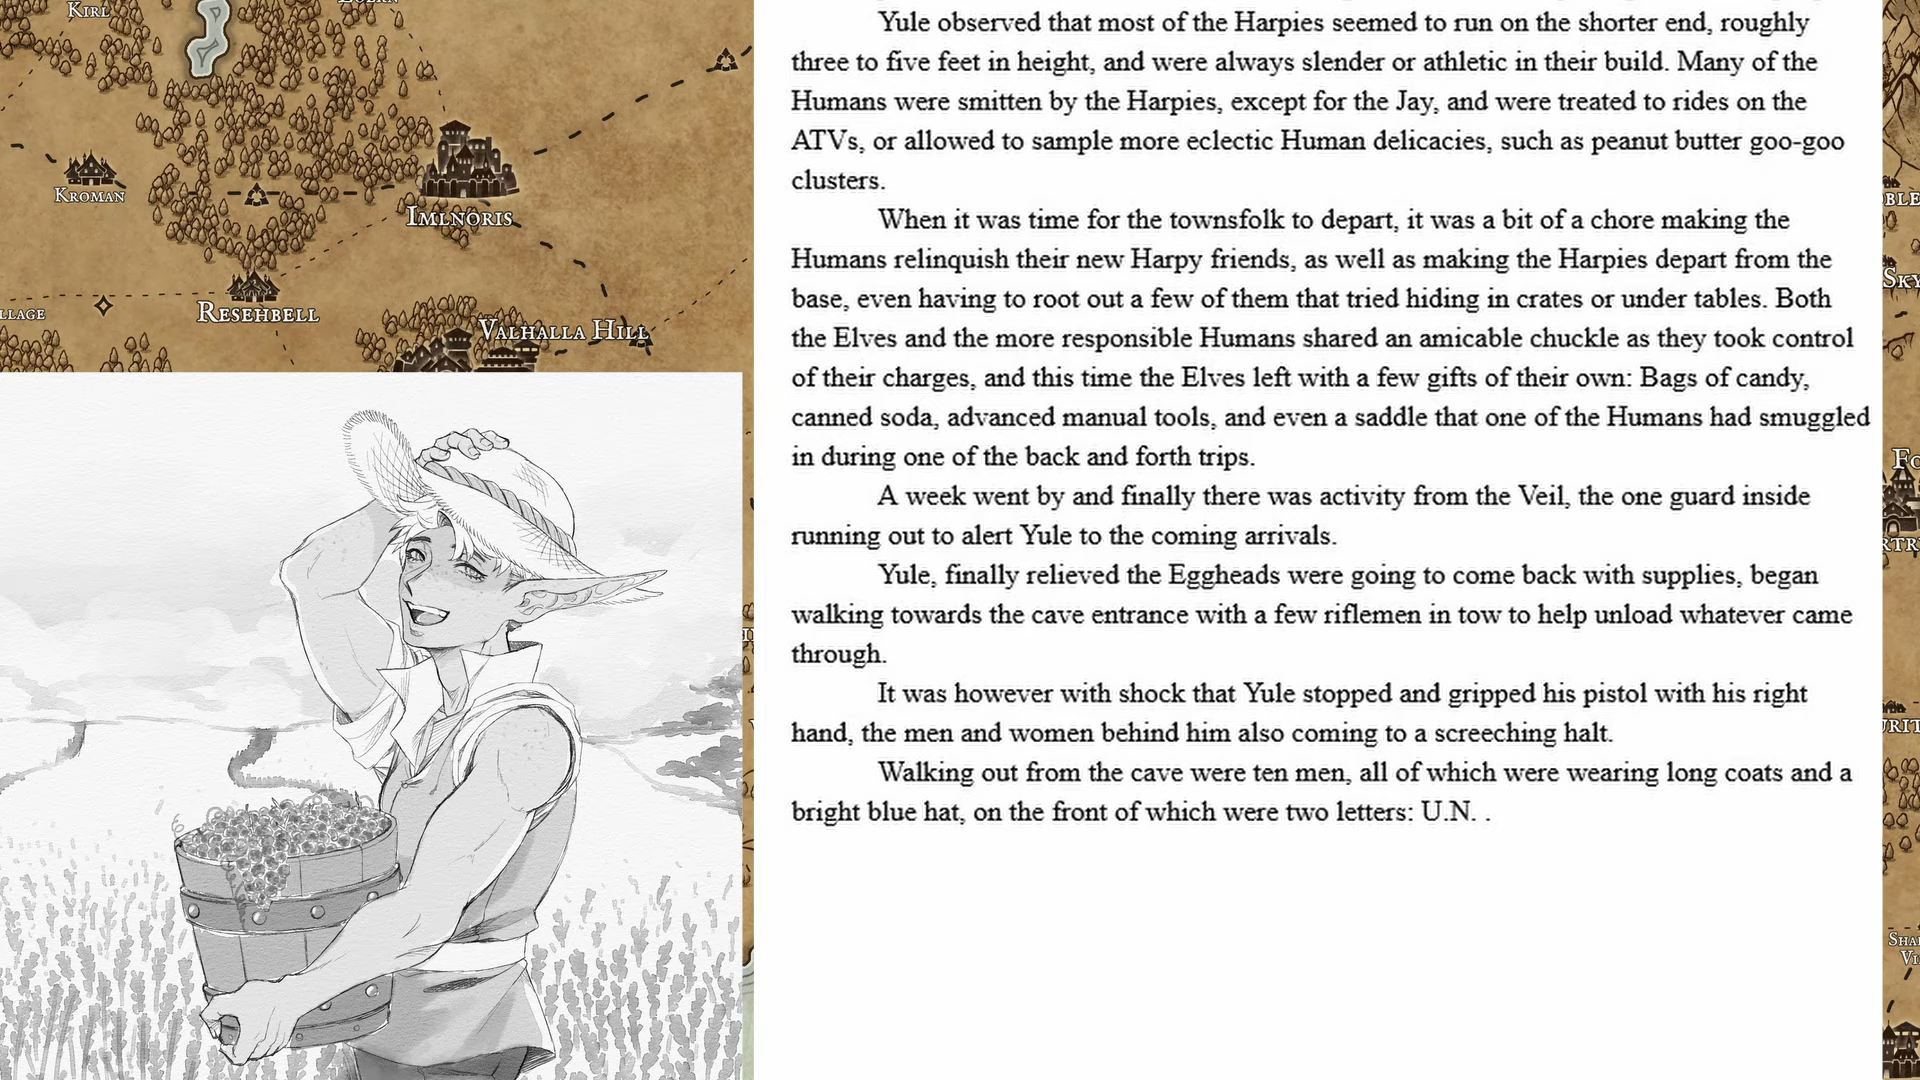 KIRL
KROMAN
IMLNORIS
RESEHBELL
LLAGE
VALHALLA HILL
Yule observed that most of the Harpies seemed to run on the shorter end, roughly
three to five feet in height, and were always slender or athletic in their build. Many of the
Humans were smitten by the Harpies, except for the Jay, and were treated to rides on the
ATVs, or allowed to sample more eclectic Human delicacies, such as peanut butter goo-goo
clusters.
When it was time for the townsfolk to depart, it was a bit of a chore making the
Humans relinquish their new Harpy friends, as well as making the Harpies depart from the
base, even having to root out a few of them that tried hiding in crates or under tables. Both
the Elves and the more responsible Humans shared an amicable chuckle as they took control
of their charges, and this time the Elves left with a few gifts of their own: Bags of candy,
canned soda, advanced manual tools, and even a saddle that one of the Humans had smuggled
in during one of the back and forth trips.
A week went by and finally there was activity from the Veil, the one guard inside
running out to alert Yule to the coming arrivals.
Yule, finally relieved the Eggheads were going to come back with supplies, began
walking towards the cave entrance with a few riflemen in tow to help unload whatever came
through.
It was however with shock that Yule stopped and gripped his pistol with his right
hand, the men and women behind him also coming to a screeching halt.
Walking out from the cave were ten men, all of which were wearing long coats and a
bright blue hat, on the front of which were two letters: U.N. .
SKY